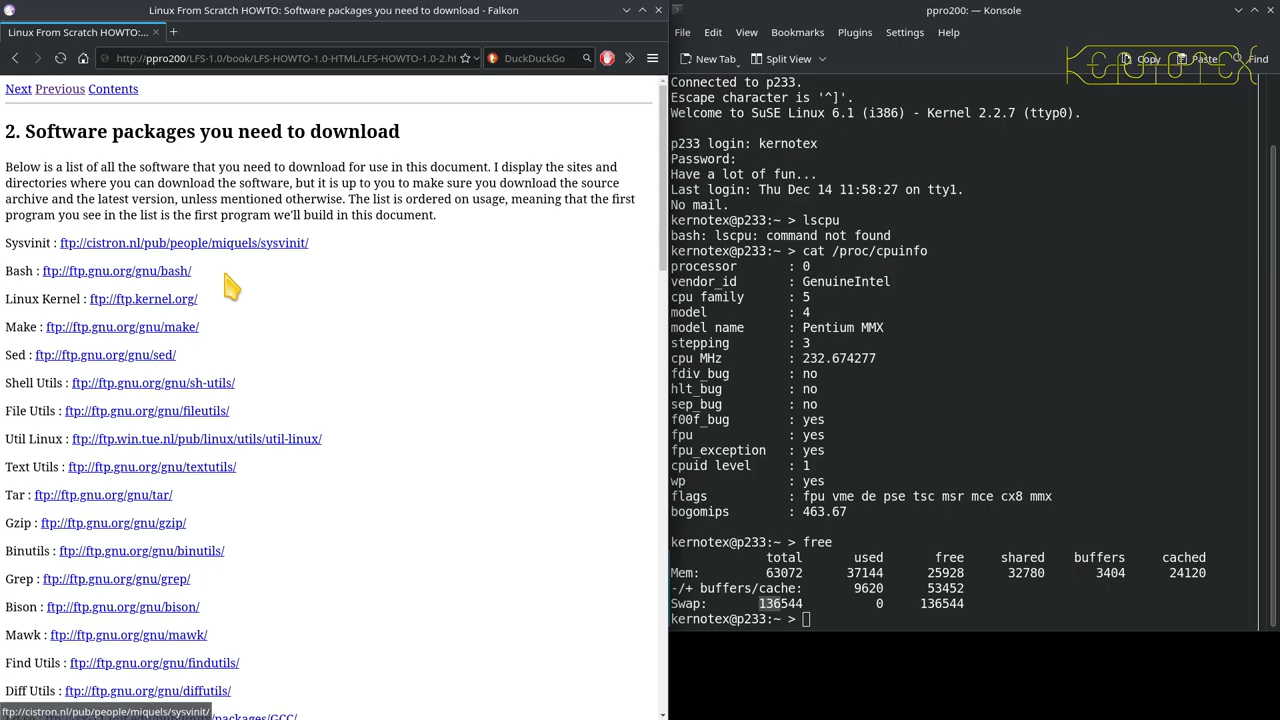 Linux From Scratch HOWTO: Software packages you need to download - Falkon
Linux From Scratch HOWTO:...
http://ppro200/LFS-1.0/book/LFS-HOWTO-1.0-HTML/LFS-HOWTO-1.0-2.ht
DuckDuckGo
Next Previous Contents
2. Software packages you need to download
Below is a list of all the software that you need to download for use in this document. I display the sites and
directories where you can download the software, but it is up to you to make sure you download the source
archive and the latest version, unless mentioned otherwise. The list is ordered on usage, meaning that the first
program you see in the list is the first program we'll build in this document.
Sysvinit : ftp://cistron.nl/pub/people/miquels/sysvinit/
Bash : ftp://ftp.gnu.org/gnu/bash/
Linux Kernel : ftp://ftp.kernel.org/
Make : ftp://ftp.gnu.org/gnu/make/
Sed : ftp://ftp.gnu.org/gnu/sed/
Shell Utils : ftp://ftp.gnu.org/gnu/sh-utils/
File Utils : ftp://ftp.gnu.org/gnu/fileutils/
Util Linux : ftp://ftp.win.tue.nl/pub/linux/utils/util-linux/
Text Utils : ftp://ftp.gnu.org/gnu/textutils/
Tar : ftp://ftp.gnu.org/gnu/tar/
Gzip : ftp://ftp.gnu.org/gnu/gzip/
Binutils : ftp://ftp.gnu.org/gnu/binutils/
Grep : ftp://ftp.gnu.org/gnu/grep/
Bison : ftp://ftp.gnu.org/gnu/bison/
Mawk : ftp://ftp.gnu.org/gnu/mawk/
Find Utils : ftp://ftp.gnu.org/gnu/findutils/
Diff Utils : ftp://ftp.gnu.org/gnu/diffutils/
packages/GCC/
ftp://cistron.nl/pub/people/miquels/sysvinit/
ppro200: — Konsole
File Edit View Bookmarks Plugins Settings Help
New Tab Split View Copy Paste Find
KERNOTEX
Connected to p233.
Escape character is '^]'.
Welcome to SuSE Linux 6.1 (i386) - Kernel 2.2.7 (ttyp0).
p233 login: kernotex
Password:
Have a lot of fun...
Last login: Thu Dec 14 11:58:27 on tty1.
No mail.
kernotex@p233:~ > lscpu
bash: lscpu: command not found
kernotex@p233:~ > cat /proc/cpuinfo
processor : 0
vendor_id : GenuineIntel
cpu family : 5
model : 4
model name : Pentium MMX
stepping : 3
cpu MHz : 232.674277
fdiv_bug : no
hlt_bug : no
sep_bug : no
f00f_bug : yes
fpu : yes
fpu_exception : yes
cpuid level : 1
wp : yes
flags : fpu vme de pse tsc msr mce cx8 mmx
bogomips : 463.67
kernotex@p233:~ > free
total used free shared buffers cached
Mem: 63072 37144 25928 32780 3404 24120
-/+ buffers/cache: 9620 53452
Swap: 136544 0 136544
kernotex@p233:~ >